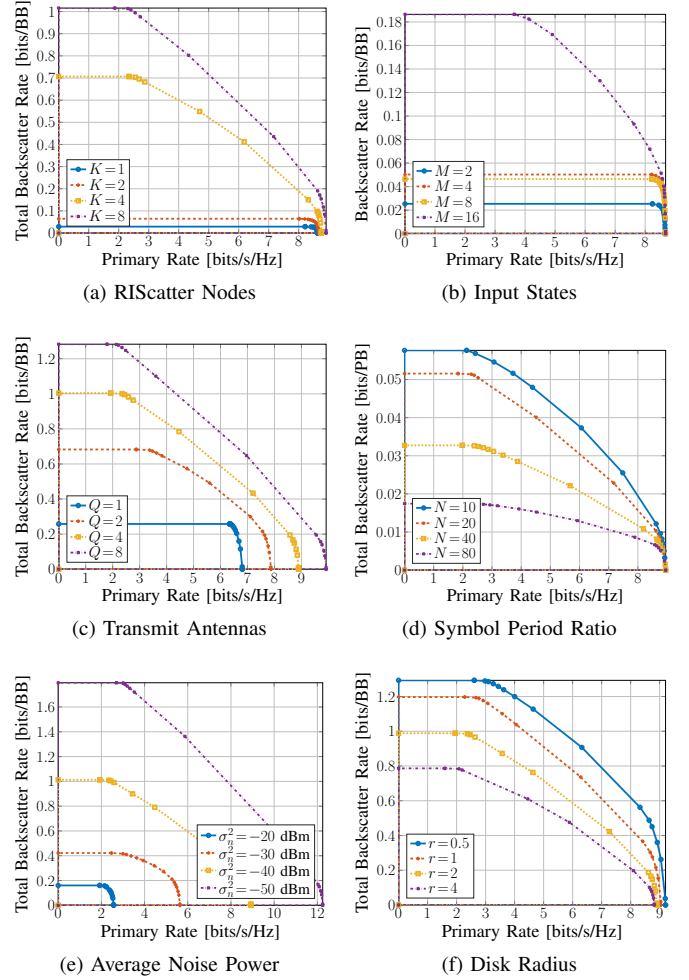 Total Backscatter Rate [bits/BB]
1
0.9
0.8
0.7
0.6
0.5
0.4
0.3
0.2
0.1
0
K = 1
K = 2
K = 4
K = 8
0 1 2 3 4 5 6 7 8
Primary Rate [bits/s/Hz]
(a) RIScatter Nodes
Backscatter Rate [bits/BB]
0.18
0.16
0.14
0.12
0.1
0.08
0.06
0.04
0.02
0
M = 2
M = 4
M = 8
M = 16
0 1 2 3 4 5 6 7 8
Primary Rate [bits/s/Hz]
(b) Input States
Total Backscatter Rate [bits/BB]
1.2
1
0.8
0.6
0.4
0.2
0
Q = 1
Q = 2
Q = 4
Q = 8
0 1 2 3 4 5 6 7 8 9
Primary Rate [bits/s/Hz]
(c) Transmit Antennas
Total Backscatter Rate [bits/PB]
0.05
0.04
0.03
0.02
0.01
0
N = 10
N = 20
N = 40
N = 80
0 1 2 3 4 5 6 7 8
Primary Rate [bits/s/Hz]
(d) Symbol Period Ratio
Total Backscatter Rate [bits/BB]
1.6
1.4
1.2
1
0.8
0.6
0.4
0.2
0
σn² = −20 dBm
σn² = −30 dBm
σn² = −40 dBm
σn² = −50 dBm
0 2 4 6 8 10 12
Primary Rate [bits/s/Hz]
(e) Average Noise Power
Total Backscatter Rate [bits/BB]
1.2
1
0.8
0.6
0.4
0.2
0
r = 0.5
r = 1
r = 2
r = 4
0 1 2 3 4 5 6 7 8 9
Primary Rate [bits/s/Hz]
(f) Disk Radius